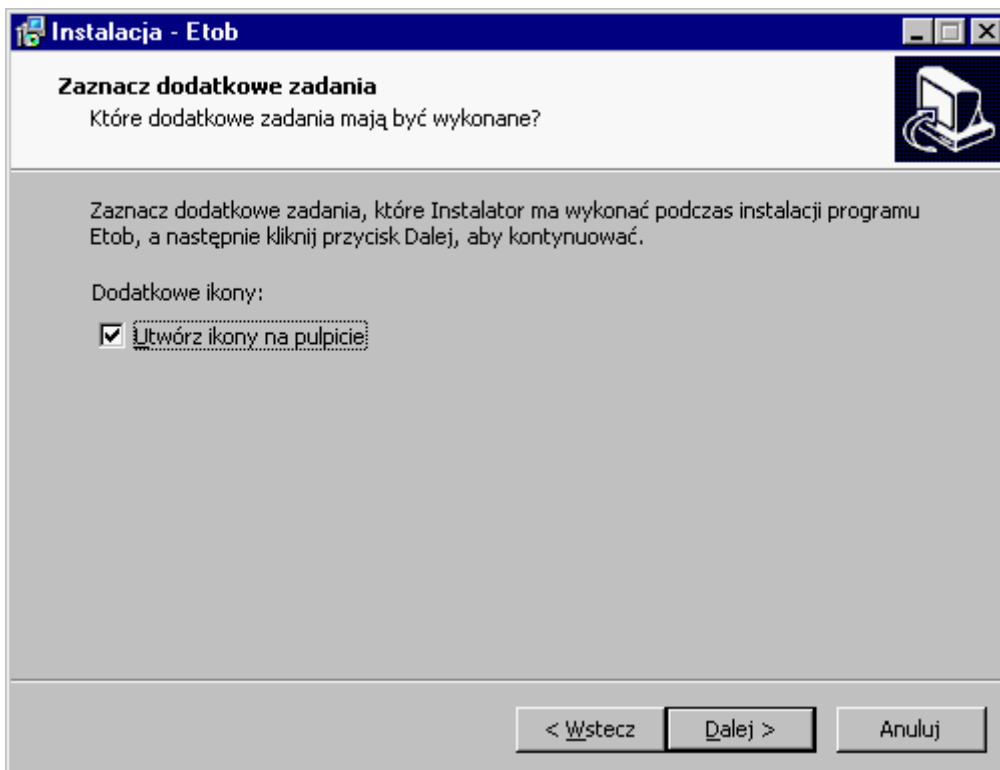 Instalacja - Etob
Zaznacz dodatkowe zadania
Które dodatkowe zadania mają być wykonane?
Zaznacz dodatkowe zadania, które Instalator ma wykonać podczas instalacji programu
Etob, a następnie kliknij przycisk Dalej, aby kontynuować.
Dodatkowe ikony:
Utwórz ikony na pulpicie
< Wstecz
Dalej >
Anuluj